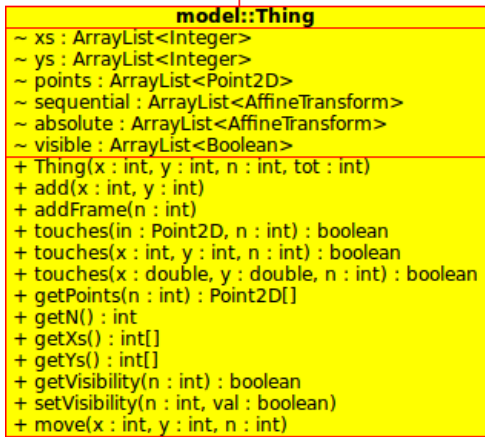 model::Thing
~ xs : ArrayList<Integer>
~ ys : ArrayList<Integer>
~ points : ArrayList<Point2D>
~ sequential : ArrayList<AffineTransform>
~ absolute : ArrayList<AffineTransform>
~ visible : ArrayList<Boolean>
+ Thing(x : int, y : int, n : int, tot : int)
+ add(x : int, y : int)
+ addFrame(n : int)
+ touches(in : Point2D, n : int) : boolean
+ touches(x : int, y : int, n : int) : boolean
+ touches(x : double, y : double, n : int) : boolean
+ getPoints(n : int) : Point2D[]
+ getN() : int
+ getXs() : int[]
+ getYs() : int[]
+ getVisibility(n : int) : boolean
+ setVisibility(n : int, val : boolean)
+ move(x : int, y : int, n : int)